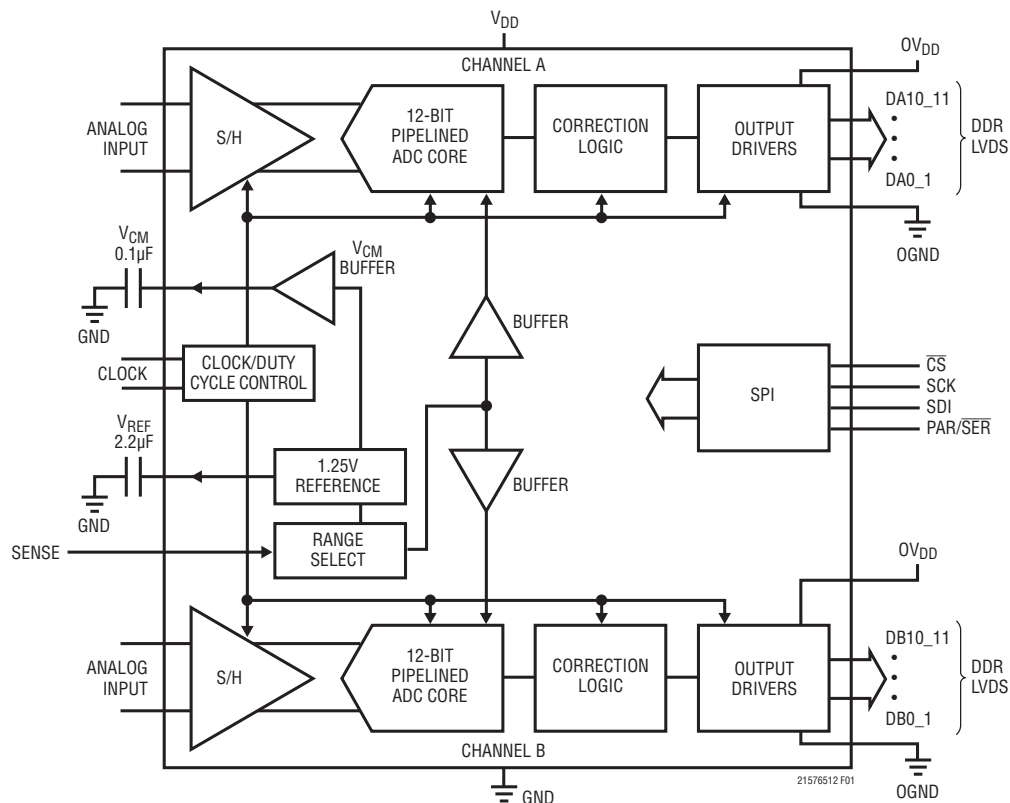 VDD
CHANNEL A
OVDD
ANALOG
INPUT
S/H
12-BIT
PIPELINED
ADC CORE
CORRECTION
LOGIC
OUTPUT
DRIVERS
DA10_11
•
•
•
DA0_1
DDR
LVDS
OGND
VCM
0.1µF
GND
VCM
BUFFER
BUFFER
CLOCK
CLOCK/DUTY
CYCLE CONTROL
SPI
CS
SCK
SDI
PAR/SER
VREF
2.2µF
GND
1.25V
REFERENCE
BUFFER
SENSE
RANGE
SELECT
OVDD
ANALOG
INPUT
S/H
12-BIT
PIPELINED
ADC CORE
CORRECTION
LOGIC
OUTPUT
DRIVERS
DB10_11
•
•
•
DB0_1
DDR
LVDS
CHANNEL B
GND
21576512 F01
OGND